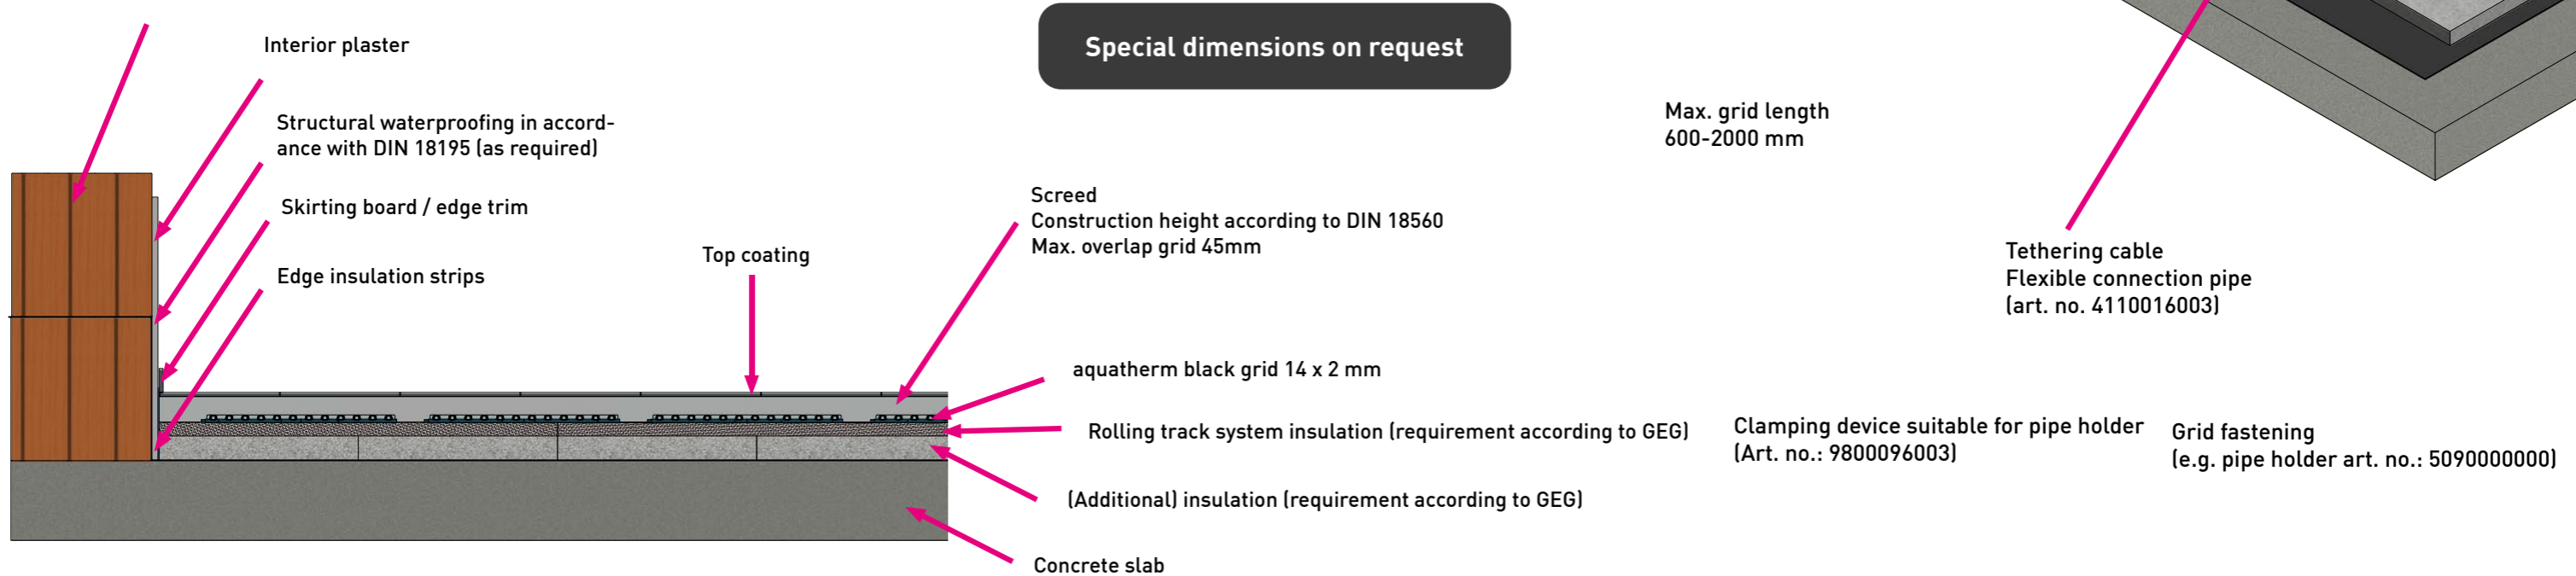 Interior plaster
Structural waterproofing in accord-
ance with DIN 18195 (as required)
Skirting board / edge trim
Edge insulation strips
Top coating
Special dimensions on request
Screed
Construction height according to DIN 18560
Max. overlap grid 45mm
aquatherm black grid 14 x 2 mm
Rolling track system insulation (requirement according to GEG)
(Additional) insulation (requirement according to GEG)
Concrete slab
Max. grid length
600-2000 mm
Tethering cable
Flexible connection pipe
(art. no. 4110016003)
Clamping device suitable for pipe holder
(Art. no.: 9800096003)
Grid fastening
(e.g. pipe holder art. no.: 5090000000)